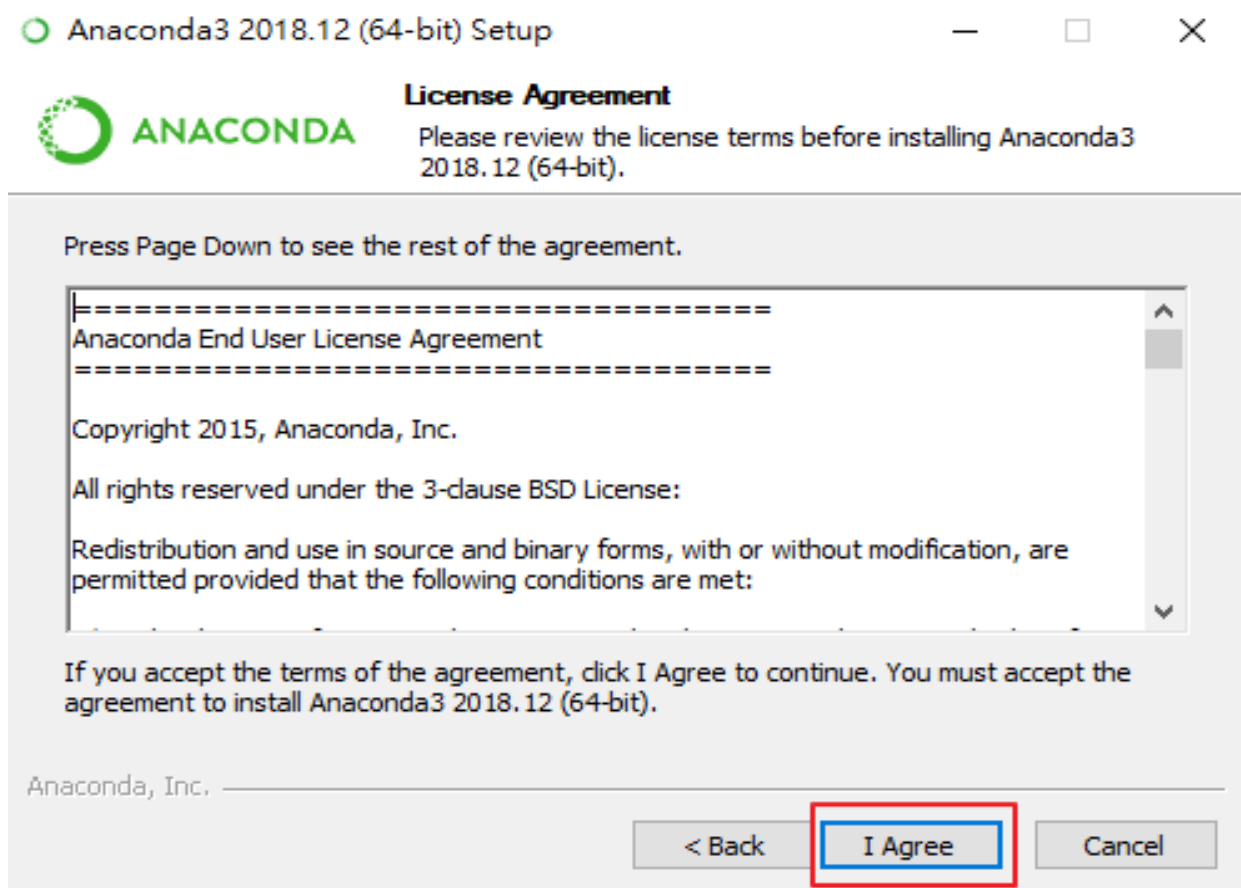 Anaconda3 2018.12 (64-bit) Setup
ANACONDA
License Agreement
Please review the license terms before installing Anaconda3
2018.12 (64-bit).
Press Page Down to see the rest of the agreement.
===================================
Anaconda End User License Agreement
===================================
Copyright 2015, Anaconda, Inc.
All rights reserved under the 3-clause BSD License:
Redistribution and use in source and binary forms, with or without modification, are
permitted provided that the following conditions are met:
If you accept the terms of the agreement, click I Agree to continue. You must accept the
agreement to install Anaconda3 2018.12 (64-bit).
Anaconda, Inc.
< Back
I Agree
Cancel